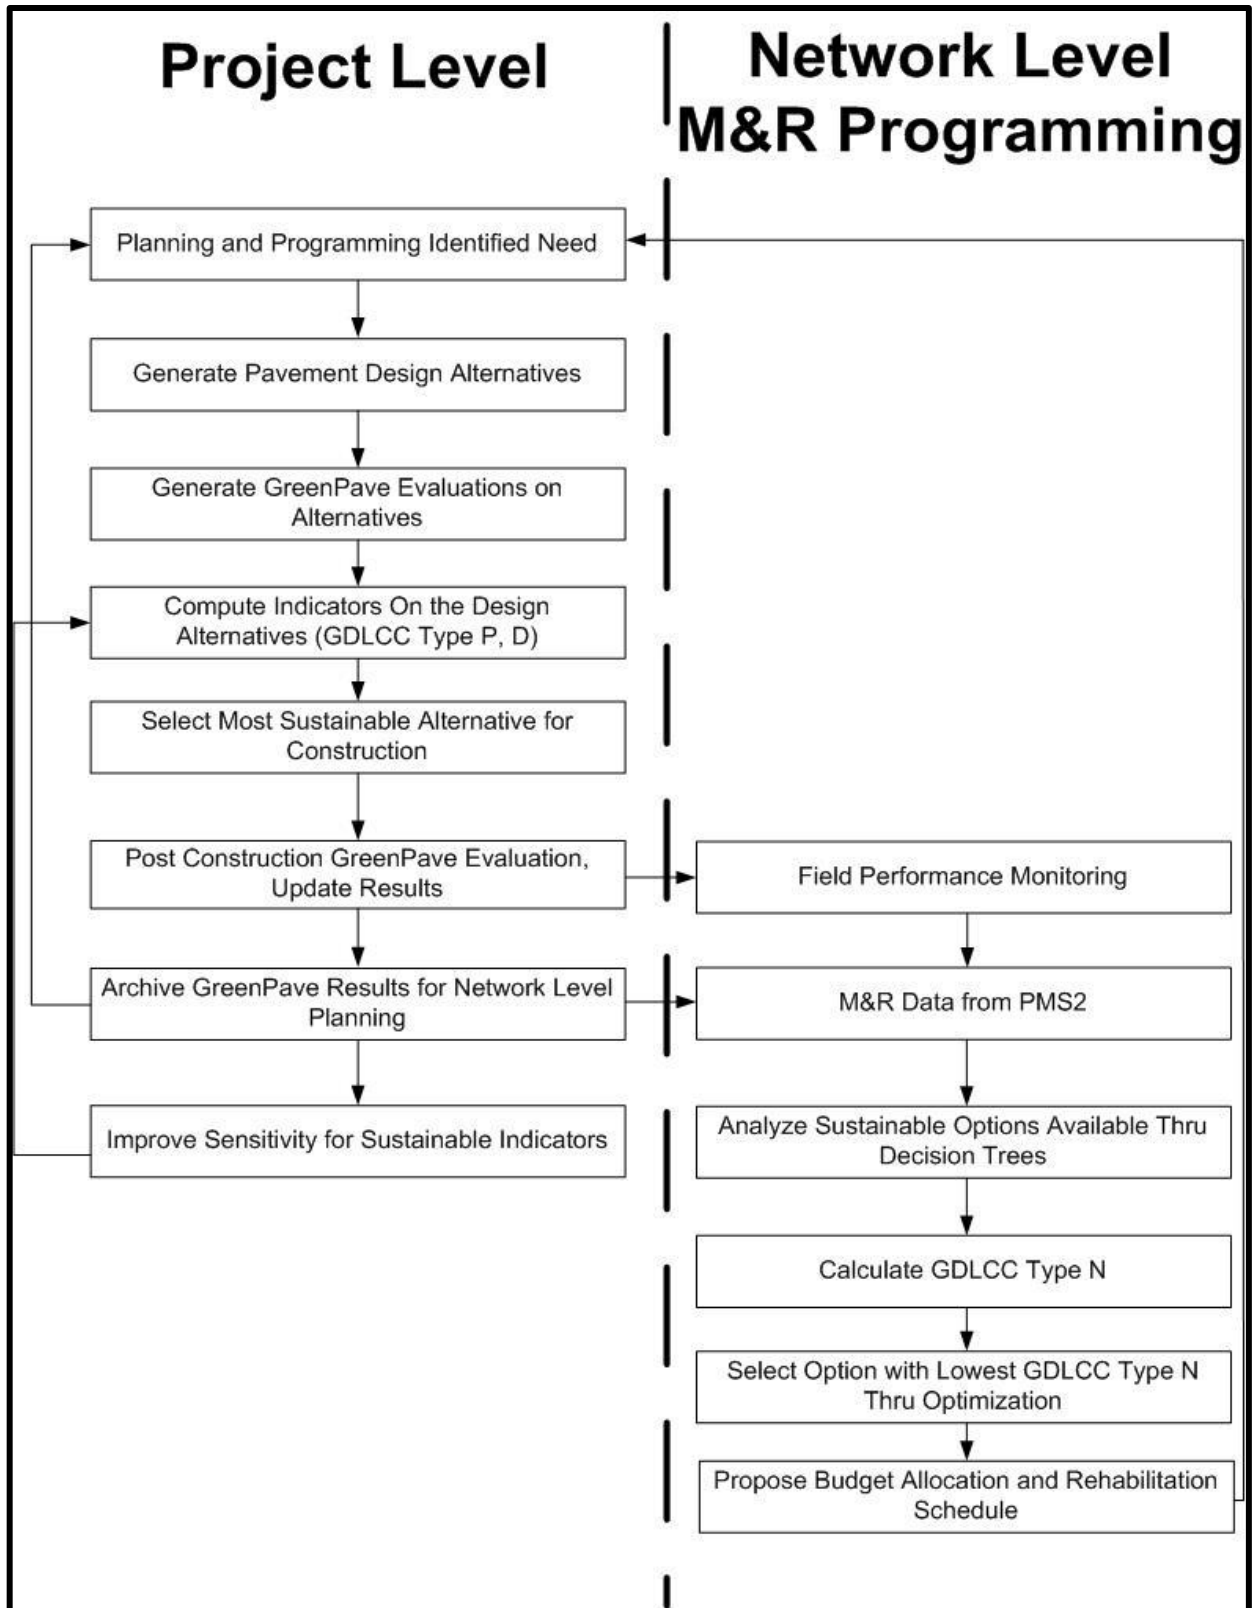 Project Level
Network Level
M&R Programming
Planning and Programming Identified Need
Generate Pavement Design Alternatives
Generate GreenPave Evaluations on
Alternatives
Compute Indicators On the Design
Alternatives (GDLCC Type P, D)
Select Most Sustainable Alternative for
Construction
Post Construction GreenPave Evaluation,
Update Results
Archive GreenPave Results for Network Level
Planning
Improve Sensitivity for Sustainable Indicators
Field Performance Monitoring
M&R Data from PMS2
Analyze Sustainable Options Available Thru
Decision Trees
Calculate GDLCC Type N
Select Option with Lowest GDLCC Type N
Thru Optimization
Propose Budget Allocation and Rehabilitation
Schedule